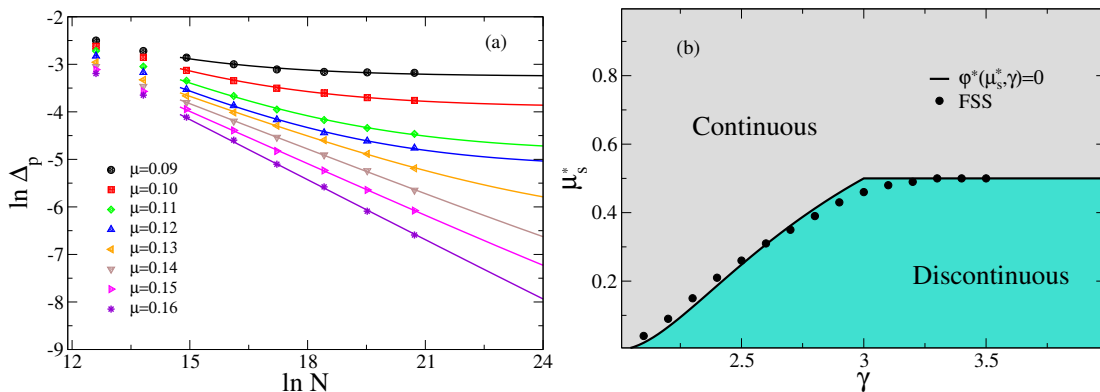 -2
-3
-4
-5
-6
-7
-8
-9
ln Δp
(a)
μ=0.09
μ=0.10
μ=0.11
μ=0.12
μ=0.13
μ=0.14
μ=0.15
μ=0.16
12 15 18 21 24
ln N
0.8
0.6
0.4
0.2
μs*
(b)
φ*(μs*,γ)=0
FSS
Continuous
Discontinuous
2.5 3 3.5
γ